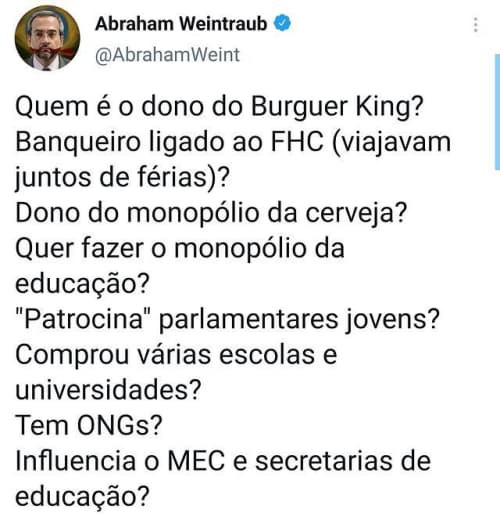 Abraham Weintraub
@AbrahamWeint
Quem é o dono do Burguer King?
Banqueiro ligado ao FHC (viajavam
juntos de férias)?
Dono do monopólio da cerveja?
Quer fazer o monopólio da
educação?
"Patrocina" parlamentares jovens?
Comprou várias escolas e
universidades?
Tem ONGs?
Influencia o MEC e secretarias de
educação?